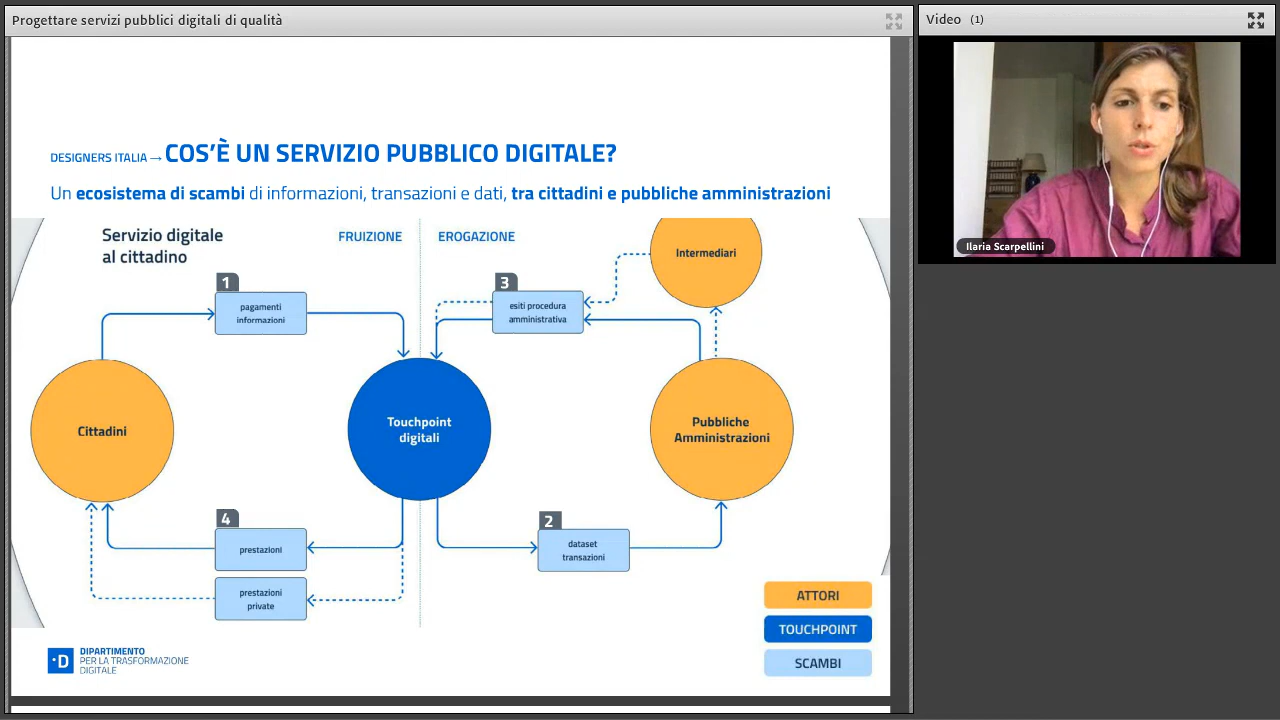 Progettare servizi pubblici digitali di qualità
Video (1)
Ilaria Scarpellini
DESIGNERS ITALIA → COS'È UN SERVIZIO PUBBLICO DIGITALE?
Un ecosistema di scambi di informazioni, transazioni e dati, tra cittadini e pubbliche amministrazioni
Servizio digitale
al cittadino
FRUIZIONE
EROGAZIONE
Intermediari
1
pagamenti
informazioni
3
esiti procedura
amministrativa
Cittadini
Touchpoint
digitali
Pubbliche
Amministrazioni
4
prestazioni
prestazioni
private
2
dataset
transazioni
ATTORI
TOUCHPOINT
SCAMBI
·D
DIPARTIMENTO
PER LA TRASFORMAZIONE
DIGITALE